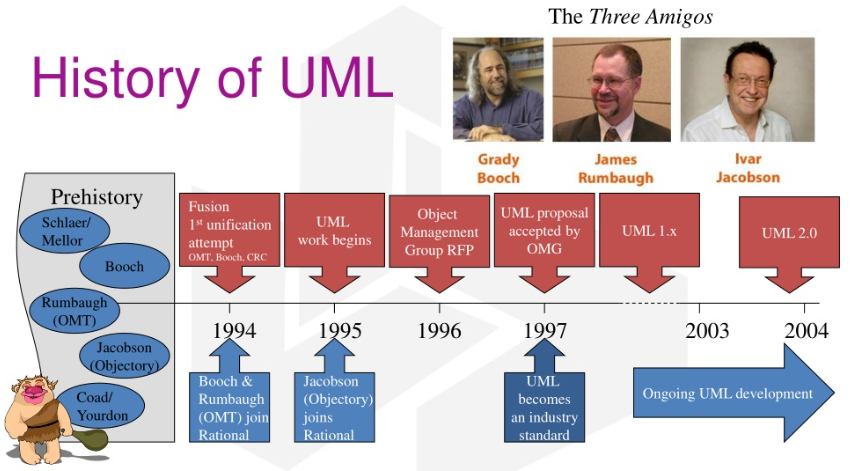 The Three Amigos
History of UML
Grady
Booch
James
Rumbaugh
Ivar
Jacobson
Prehistory
Schlaer/
Mellor
Booch
Rumbaugh
(OMT)
Jacobson
(Objectory)
Coad/
Yourdon
Fusion
1st unification
attempt
OMT, Booch, CRC
UML
work begins
Object
Management
Group RFP
UML proposal
accepted by
OMG
UML 1.x
UML 2.0
1994
1995
1996
1997
2003
2004
Booch &
Rumbaugh
(OMT) join
Rational
Jacobson
(Objectory)
joins
Rational
UML
becomes
an industry
standard
Ongoing UML development